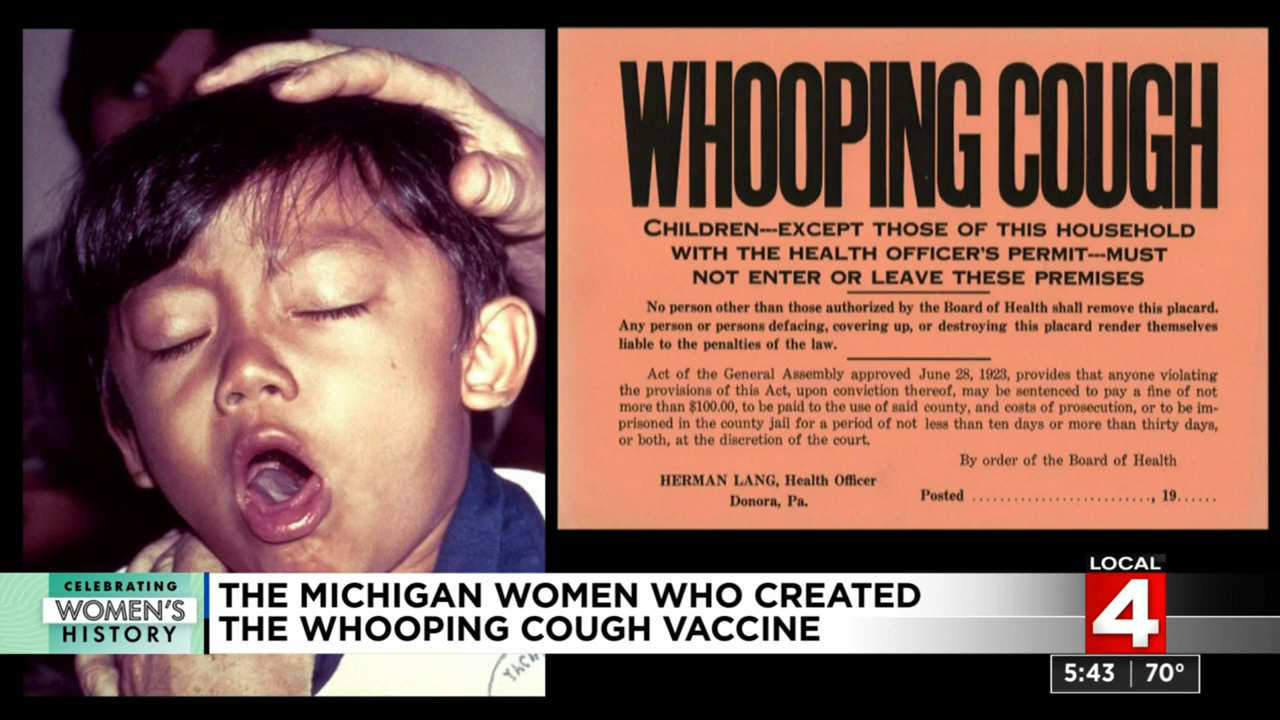 WHOOPING COUGH
CHILDREN---EXCEPT THOSE OF THIS HOUSEHOLD
WITH THE HEALTH OFFICER'S PERMIT---MUST
NOT ENTER OR LEAVE THESE PREMISES
No person other than those authorized by the Board of Health shall remove this placard.
Any person or persons defacing, covering up, or destroying this placard render themselves
liable to the penalties of the law.
Act of the General Assembly approved June 28, 1923, provides that anyone violating
the provisions of this Act, upon conviction thereof, may be sentenced to pay a fine of not
more than $100.00, to be paid to the use of said county, and costs of prosecution, or to be im-
prisoned in the county jail for a period of not less than ten days or more than thirty days,
or both, at the discretion of the court.
By order of the Board of Health
HERMAN LANG, Health Officer
Donora, Pa.
Posted ........................., 19......
CELEBRATING
WOMEN'S
HISTORY
THE MICHIGAN WOMEN WHO CREATED
THE WHOOPING COUGH VACCINE
LOCAL
4
5:43 | 70°